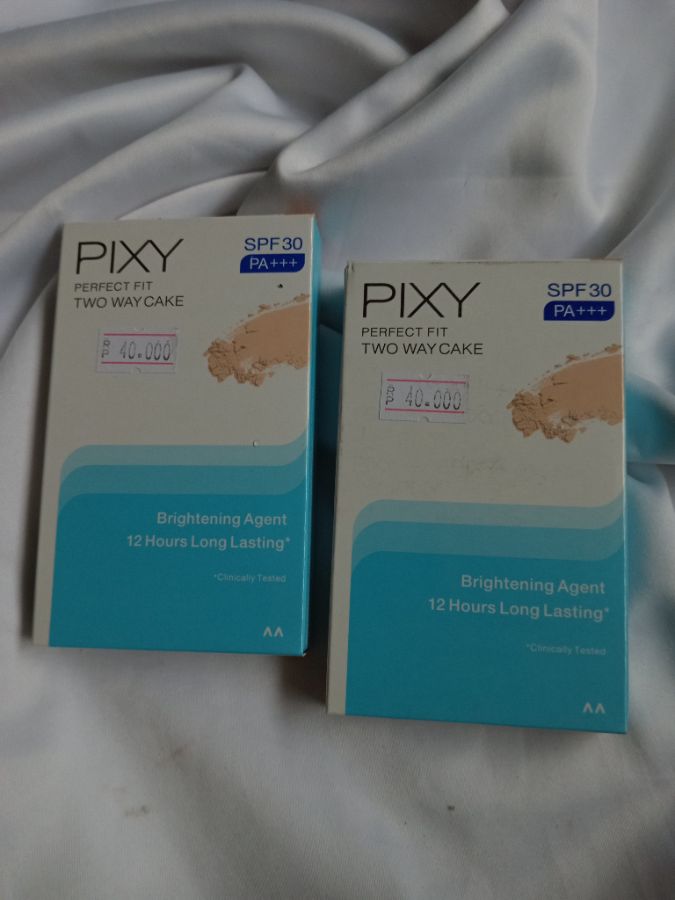 PIXY
SPF 30
PA+++
PERFECT FIT
TWO WAY CAKE
RP 40.000
Brightening Agent
12 Hours Long Lasting*
*Clinically Tested
PIXY
SPF 30
PA+++
PERFECT FIT
TWO WAY CAKE
RP 40.000
Brightening Agent
12 Hours Long Lasting*
*Clinically Tested